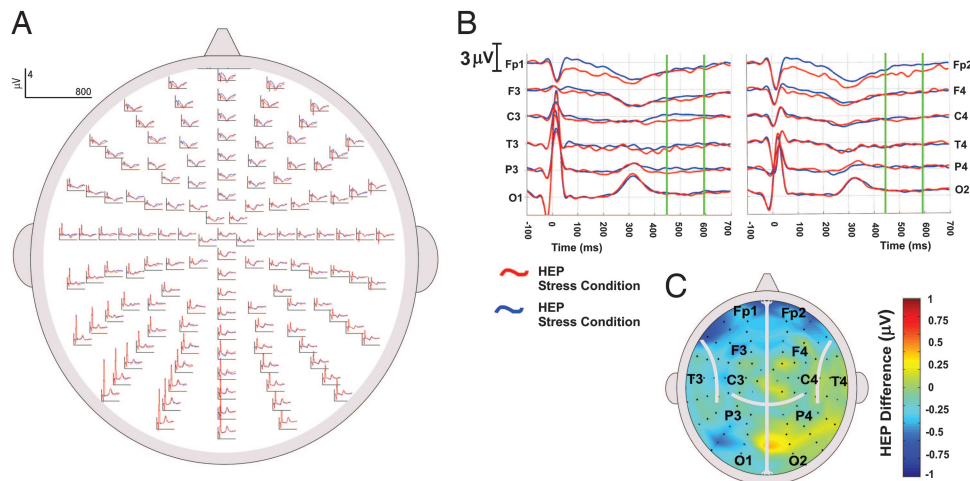 A
4
μV
800
B
3 μV
Fp1
F3
C3
T3
P3
O1
-100
0
100
200
300
400
500
600
700
Time (ms)
Fp2
F4
C4
T4
P4
O2
-100
0
100
200
300
400
500
600
700
Time (ms)
HEP
Stress Condition
HEP
Stress Condition
C
Fp1 Fp2
F3 F4
T3 C3 C4 T4
P3 P4
O1 O2
1
0.75
0.5
0.25
0
-0.25
-0.5
-0.75
-1
HEP Difference (μV)